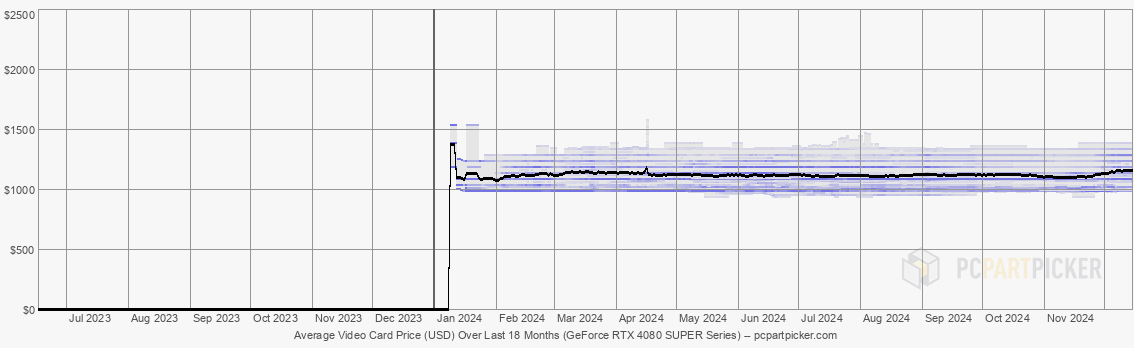 $2500
$2000
$1500
$1000
$500
$0
PCPARTPICKER
Jul 2023 Aug 2023 Sep 2023 Oct 2023 Nov 2023 Dec 2023 Jan 2024 Feb 2024 Mar 2024 Apr 2024 May 2024 Jun 2024 Jul 2024 Aug 2024 Sep 2024 Oct 2024 Nov 2024
Average Video Card Price (USD) Over Last 18 Months (GeForce RTX 4080 SUPER Series) -- pcpartpicker.com